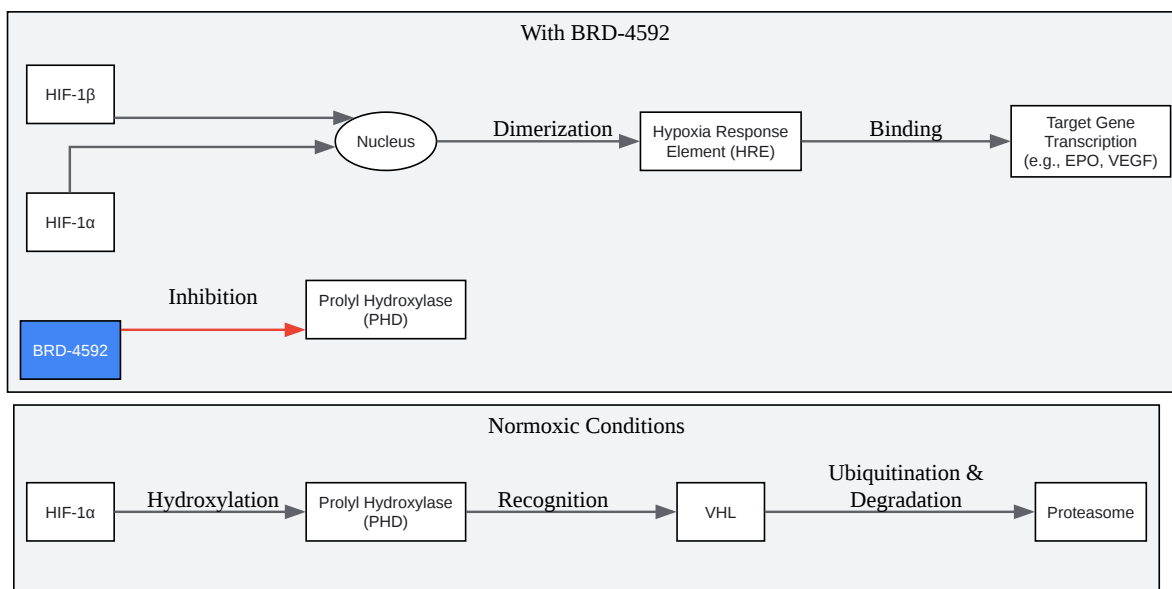 With BRD-4592
HIF-1β
Nucleus
Dimerization
Hypoxia Response
Element (HRE)
Binding
Target Gene
Transcription
(e.g., EPO, VEGF)
HIF-1α
Inhibition
Prolyl Hydroxylase
(PHD)
BRD-4592
Normoxic Conditions
HIF-1α
Hydroxylation
Prolyl Hydroxylase
(PHD)
Recognition
VHL
Ubiquitination &
Degradation
Proteasome